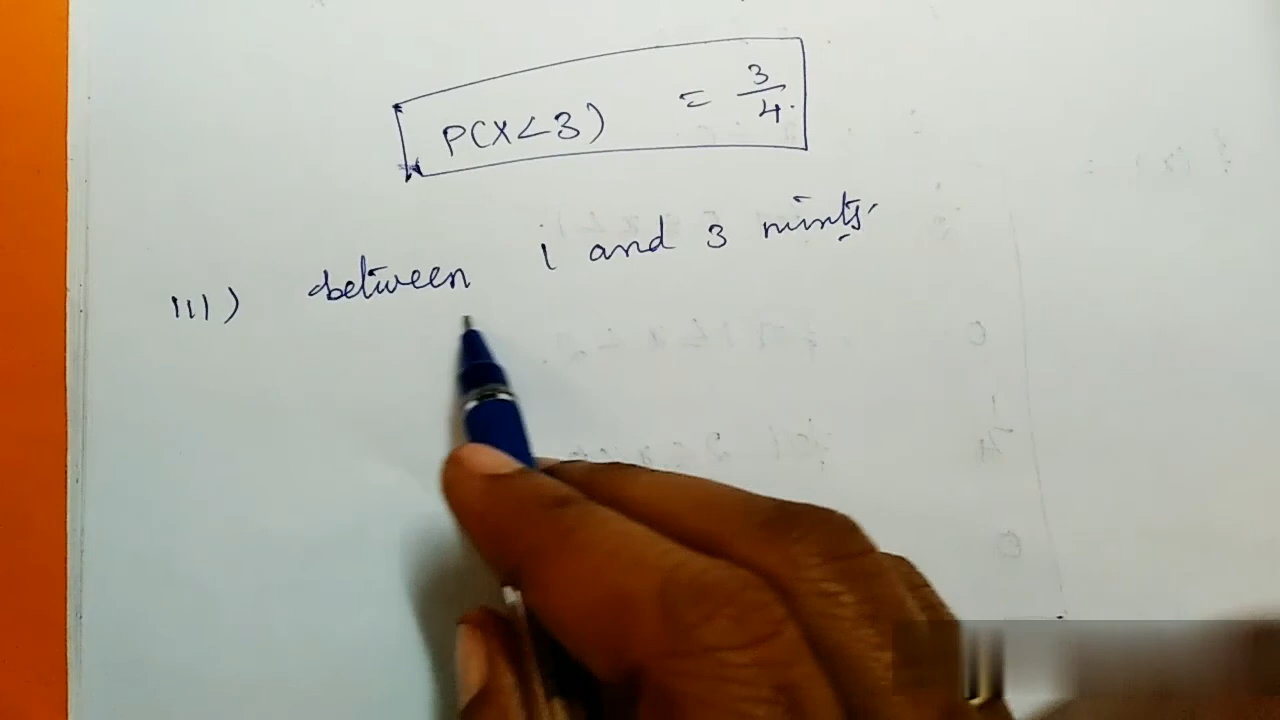 P(X<3) = 3/4.
III) between 1 and 3 mints.